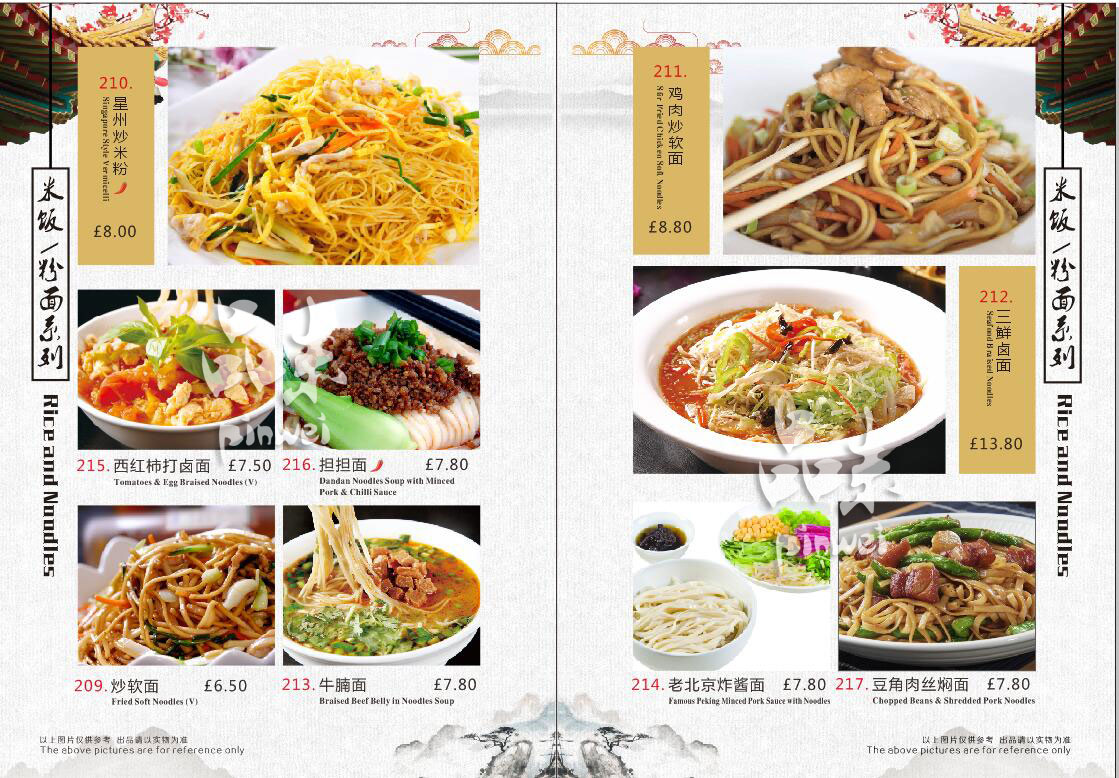 210.
星州炒米粉
Singapore Style Vermicelli
£8.00
米饭/粉面系列
Rice and Noodles
品味
pinwei
215. 西红柿打卤面 £7.50
Tomatoes & Egg Braised Noodles (V)
216. 担担面 £7.80
Dandan Noodles Soup with Minced
Pork & Chilli Sauce
209. 炒软面 £6.50
Fried Soft Noodles (V)
213. 牛腩面 £7.80
Braised Beef Belly in Noodles Soup
以上图片仅供参考 出品请以实物为准
The above pictures are for reference only
211.
鸡肉炒软面
Stir Fried Chicken Soft Noodles
£8.80
212.
三鲜卤面
Seafood Braised Noodles
£13.80
米饭/粉面系列
Rice and Noodles
品味
pinwei
214. 老北京炸酱面 £7.80
Famous Peking Minced Pork Sauce with Noodles
217. 豆角肉丝焖面 £7.80
Chopped Beans & Shredded Pork Noodles
以上图片仅供参考 出品请以实物为准
The above pictures are for reference only